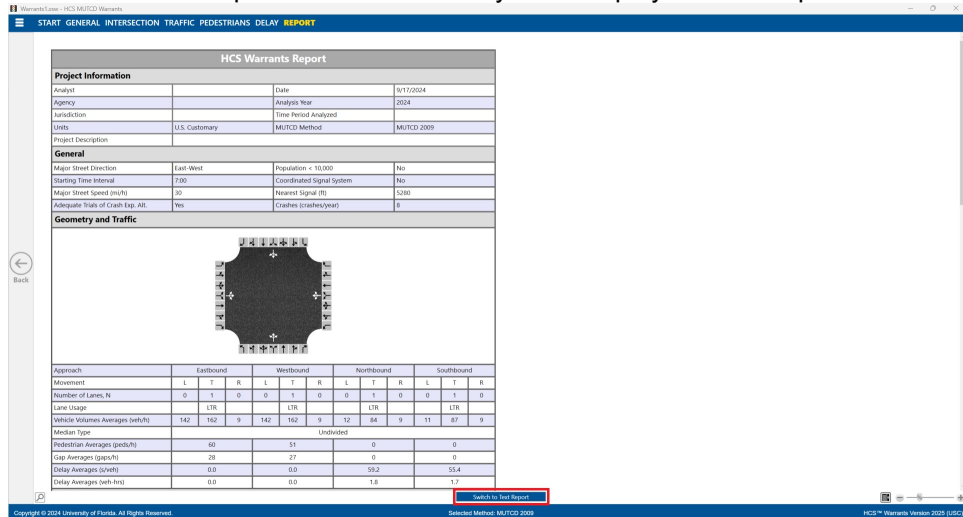 Warrants1.xsw - HCS MUTCD Warrants
START GENERAL INTERSECTION TRAFFIC PEDESTRIANS DELAY REPORT
HCS Warrants Report
Project Information
Analyst Date 9/17/2024
Agency Analysis Year 2024
Jurisdiction Time Period Analyzed
Units U.S. Customary MUTCD Method MUTCD 2009
Project Description
General
Major Street Direction East-West Population < 10,000 No
Starting Time Interval 7:00 Coordinated Signal System No
Major Street Speed (mi/h) 30 Nearest Signal (ft) 5280
Adequate Trials of Crash Exp. Alt. Yes Crashes (crashes/year) 8
Geometry and Traffic
Back
Approach Eastbound Westbound Northbound Southbound
Movement L T R L T R L T R L T R
Number of Lanes, N 0 1 0 0 1 0 0 1 0 0 1 0
Lane Usage LTR LTR LTR LTR
Vehicle Volumes Averages (veh/h) 142 162 9 142 162 9 12 84 9 11 87 9
Median Type Undivided
Pedestrian Averages (peds/h) 60 51 0 0
Gap Averages (gaps/h) 28 27 0 0
Delay Averages (s/veh) 0.0 0.0 59.2 55.4
Delay Averages (veh-hrs) 0.0 0.0 1.8 1.7
Switch to Text Report
Copyright © 2024 University of Florida. All Rights Reserved. Selected Method: MUTCD 2009 HCS™ Warrants Version 2025 (USC)